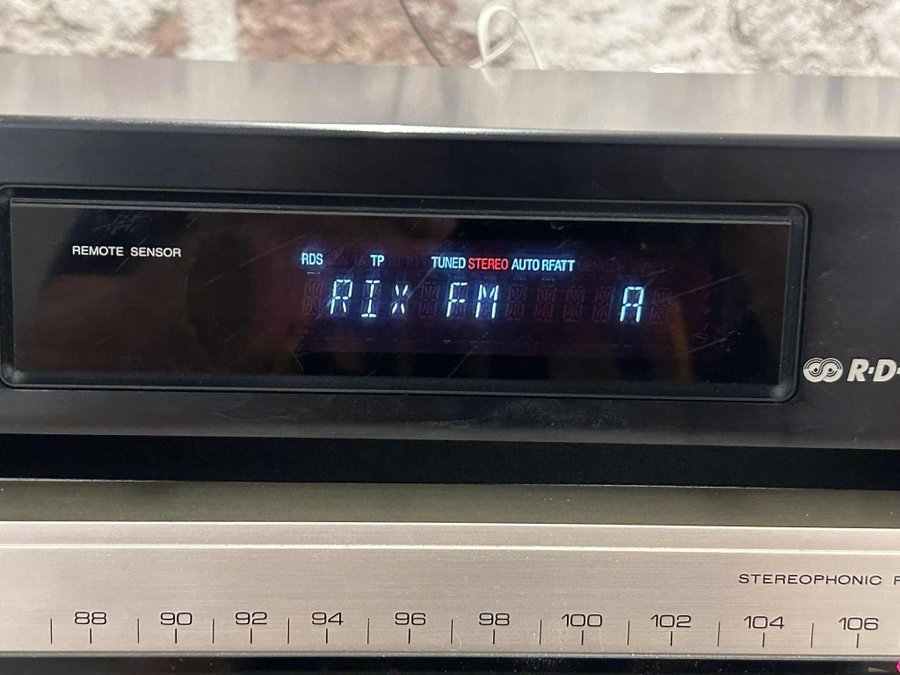 REMOTE SENSOR
RDS TP TUNED STEREO AUTO RFATT
RIX FM A
R·D·
STEREOPHONIC
88 90 92 94 96 98 100 102 104 106